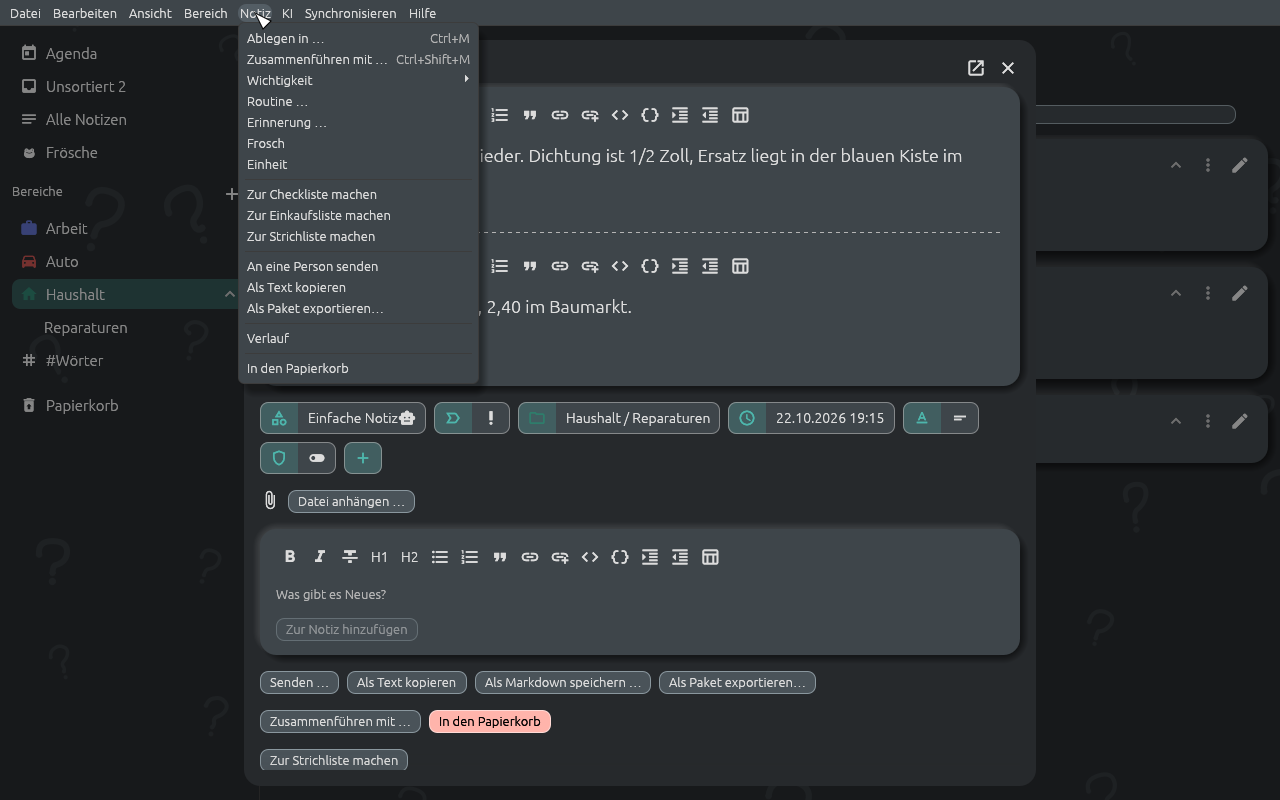 Datei Bearbeiten Ansicht Bereich Notiz KI Synchronisieren Hilfe
Agenda
Unsortiert 2
Alle Notizen
Frösche
Bereiche
Arbeit
Auto
Haushalt
Reparaturen
#Wörter
Papierkorb
Ablegen in … Ctrl+M
Zusammenführen mit … Ctrl+Shift+M
Wichtigkeit
Routine …
Erinnerung …
Frosch
Einheit
Zur Checkliste machen
Zur Einkaufsliste machen
Zur Strichliste machen
An eine Person senden
Als Text kopieren
Als Paket exportieren…
Verlauf
In den Papierkorb
ieder. Dichtung ist 1/2 Zoll, Ersatz liegt in der blauen Kiste im
, 2,40 im Baumarkt.
Einfache Notiz
Haushalt / Reparaturen
22.10.2026 19:15
Datei anhängen …
H1 H2
Was gibt es Neues?
Zur Notiz hinzufügen
Senden … Als Text kopieren Als Markdown speichern … Als Paket exportieren…
Zusammenführen mit … In den Papierkorb
Zur Strichliste machen